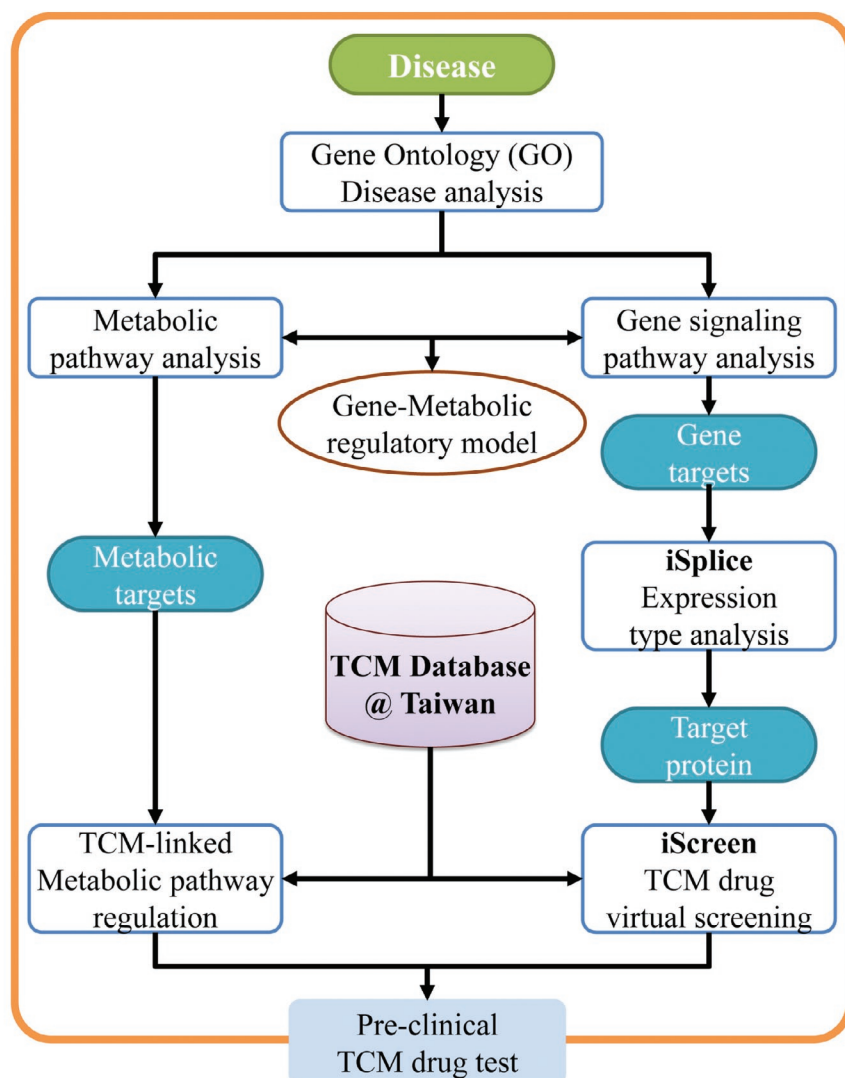 Disease
Gene Ontology (GO)
Disease analysis
Metabolic
pathway analysis
Gene signaling
pathway analysis
Gene-Metabolic
regulatory model
Gene
targets
Metabolic
targets
iSplice
Expression
type analysis
TCM Database
@ Taiwan
Target
protein
TCM-linked
Metabolic pathway
regulation
iScreen
TCM drug
virtual screening
Pre-clinical
TCM drug test